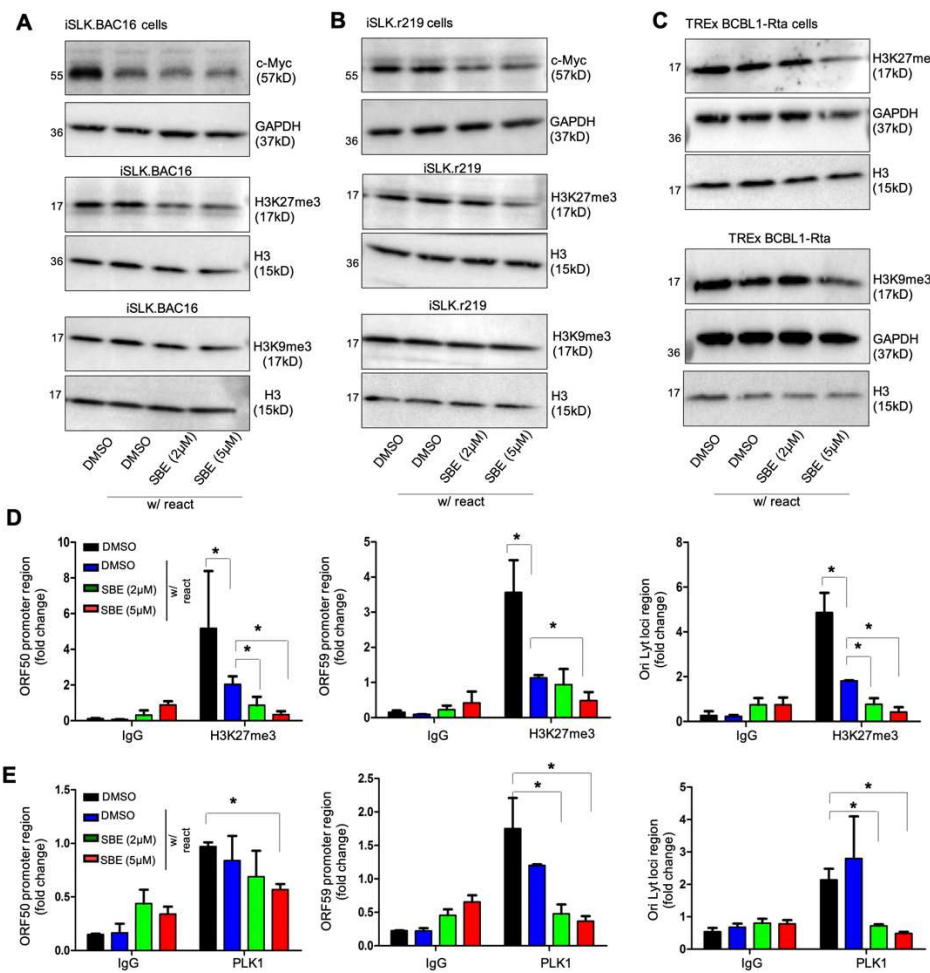 A
iSLK.BAC16 cells
55
c-Myc
(57kD)
36
GAPDH
(37kD)
iSLK.BAC16
17
H3K27me3
(17kD)
36
H3
(15kD)
iSLK.BAC16
17
H3K9me3
(17kD)
17
H3
(15kD)
DMSO
DMSO
SBE (2µM)
SBE (5µM)
w/ react
B
iSLK.r219 cells
55
c-Myc
(57kD)
36
GAPDH
(37kD)
iSLK.r219
17
H3K27me3
(17kD)
36
H3
(15kD)
iSLK.r219
17
H3K9me3
(17kD)
17
H3
(15kD)
DMSO
DMSO
SBE (2µM)
SBE (5µM)
w/ react
C
TREx BCBL1-Rta cells
17
H3K27me
(17kD)
36
GAPDH
(37kD)
17
H3
(15kD)
TREx BCBL1-Rta
17
H3K9me3
(17kD)
36
GAPDH
(37kD)
17
H3
(15kD)
DMSO
DMSO
SBE (2µM)
SBE (5µM)
w/ react
D
ORF50 promoter region
(fold change)
10
8
6
4
2
0
DMSO
DMSO
SBE (2µM)
SBE (5µM)
w/
react
*
*
*
IgG
H3K27me3
ORF59 promoter region
(fold change)
5
4
3
2
1
0
*
*
IgG
H3K27me3
Ori Lyt loci region
(fold change)
8
6
4
2
0
*
*
*
IgG
H3K27me3
E
ORF50 promoter region
(fold change)
1.5
1.0
0.5
0.0
DMSO
DMSO
SBE (2µM)
SBE (5µM)
w/
react
*
IgG
PLK1
ORF59 promoter region
(fold change)
2.5
2.0
1.5
1.0
0.5
0.0
*
*
IgG
PLK1
Ori Lyt loci region
(fold change)
5
4
3
2
1
0
*
*
IgG
PLK1